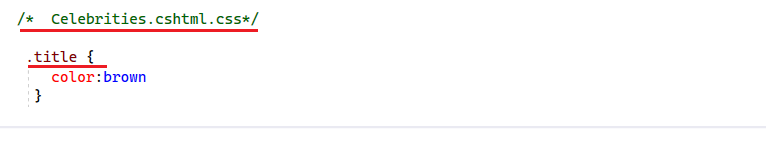 /*  Celebrities.cshtml.css*/
.title {
color:brown
}